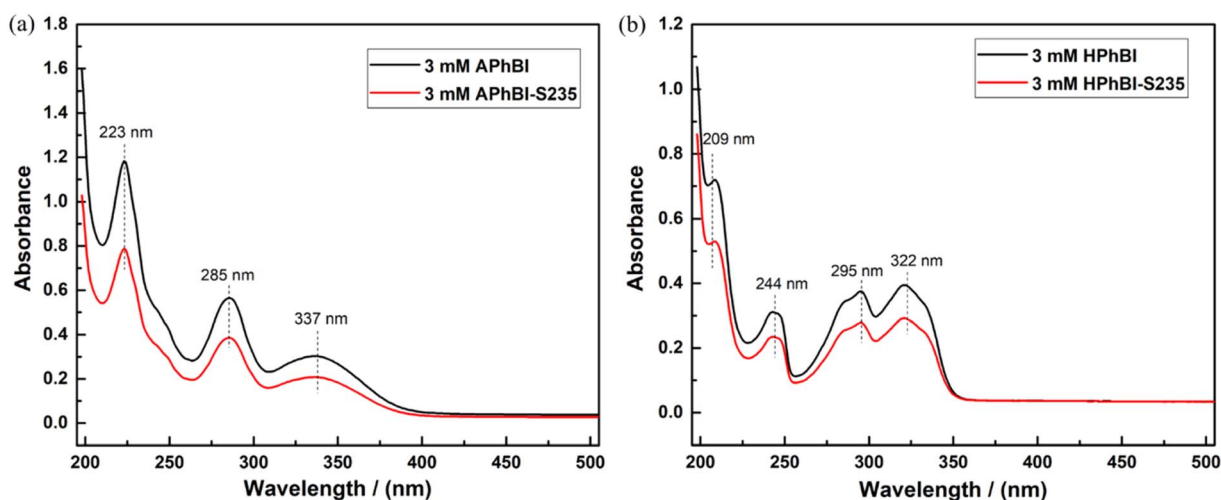 (a)
1.8
1.6
1.4
1.2
1.0
0.8
0.6
0.4
0.2
0.0
Absorbance
3 mM APhBI
3 mM APhBI-S235
223 nm
285 nm
337 nm
200 250 300 350 400 450 500
Wavelength / (nm)
(b)
1.2
1.0
0.8
0.6
0.4
0.2
0.0
Absorbance
3 mM HPhBI
3 mM HPhBI-S235
209 nm
244 nm
295 nm
322 nm
200 250 300 350 400 450 500
Wavelength / (nm)